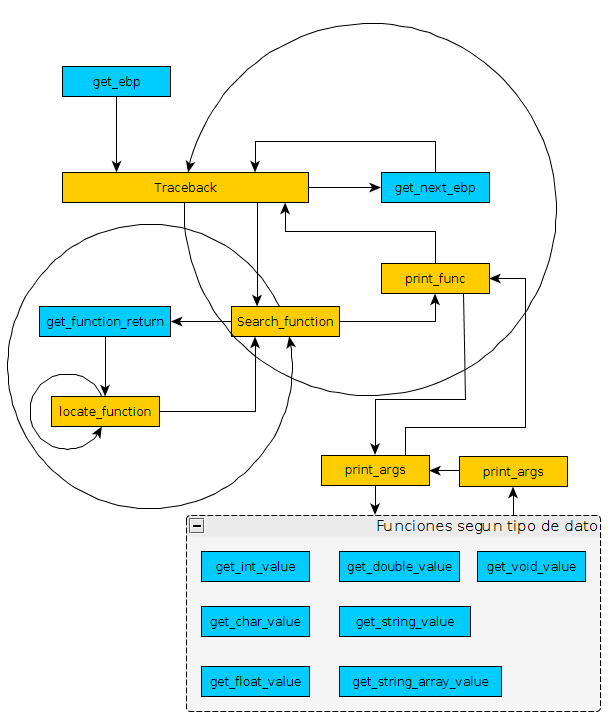 get_ebp
Traceback
get_next_ebp
print_func
get_function_return
Search_function
locate_function
print_args
print_args
Funciones segun tipo de dato
get_int_value
get_double_value
get_void_value
get_char_value
get_string_value
get_float_value
get_string_array_value